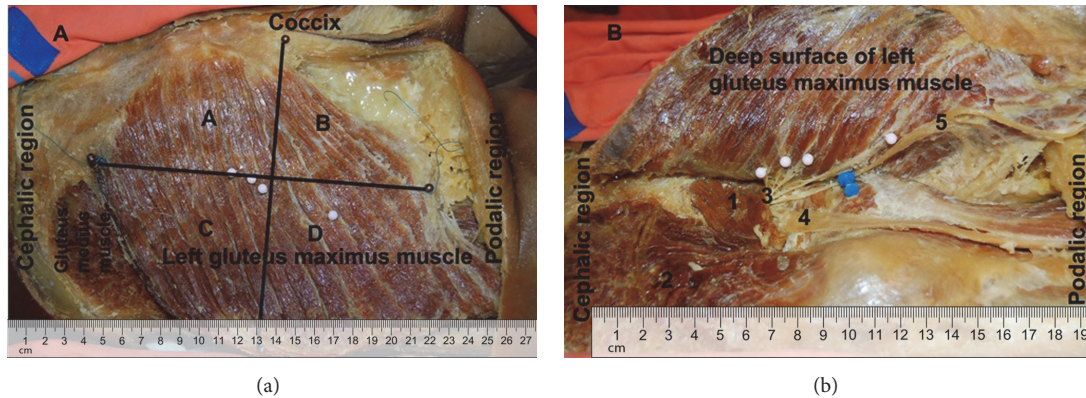 A
Coccix
Cephalic region
Gluteus
medius
muscle
A
B
C
D
Left gluteus maximus muscle
Podalic region
1 2 3 4 5 6 7 8 9 10 11 12 13 14 15 16 17 18 19 20 21 22 23 24 25 26 27
cm
(a)
B
Deep surface of left
gluteus maximus muscle
Cephalic region
1
2
3
4
5
Podalic region
1 2 3 4 5 6 7 8 9 10 11 12 13 14 15 16 17 18 19
cm
(b)